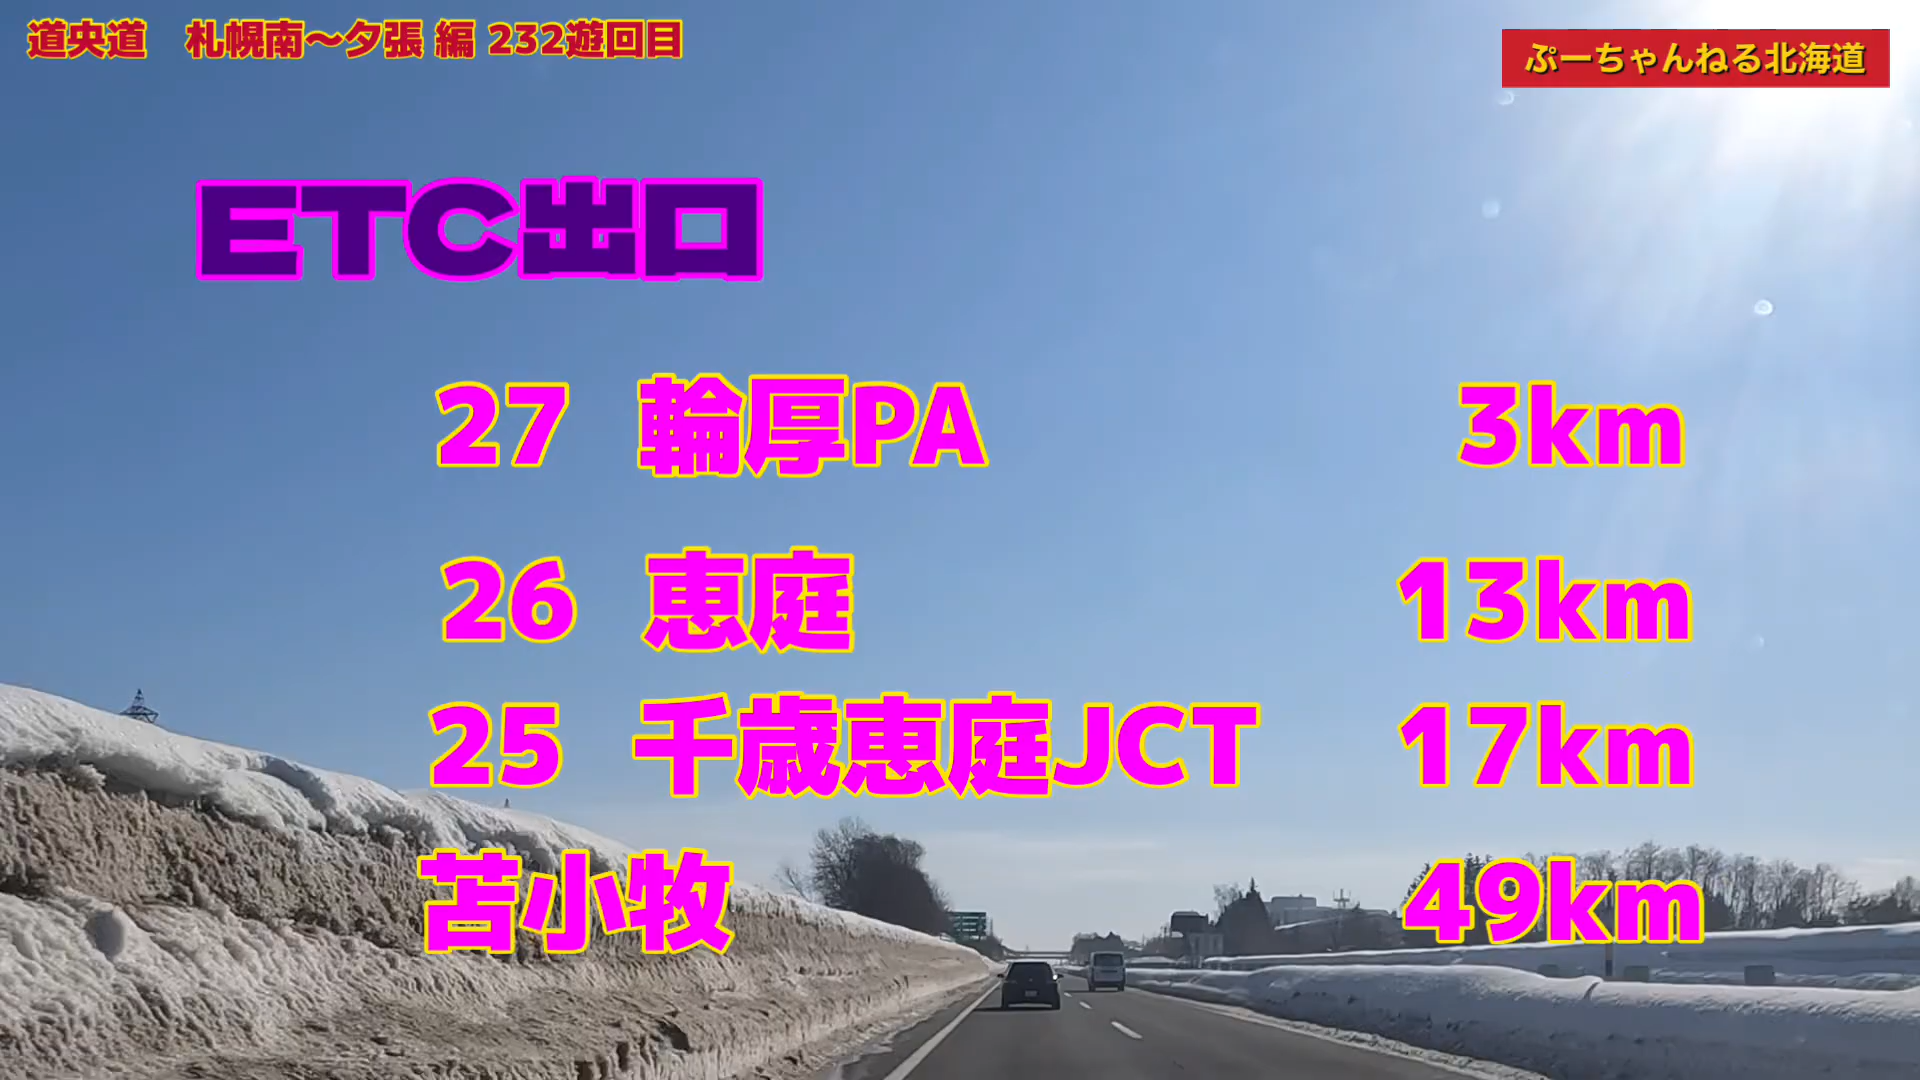 道央道　札幌南～夕張 編 232遊回目
ぷーちゃんねる北海道
ETC出口
27 輪厚PA 3km
26 恵庭 13km
25 千歳恵庭JCT 17km
苫小牧 49km